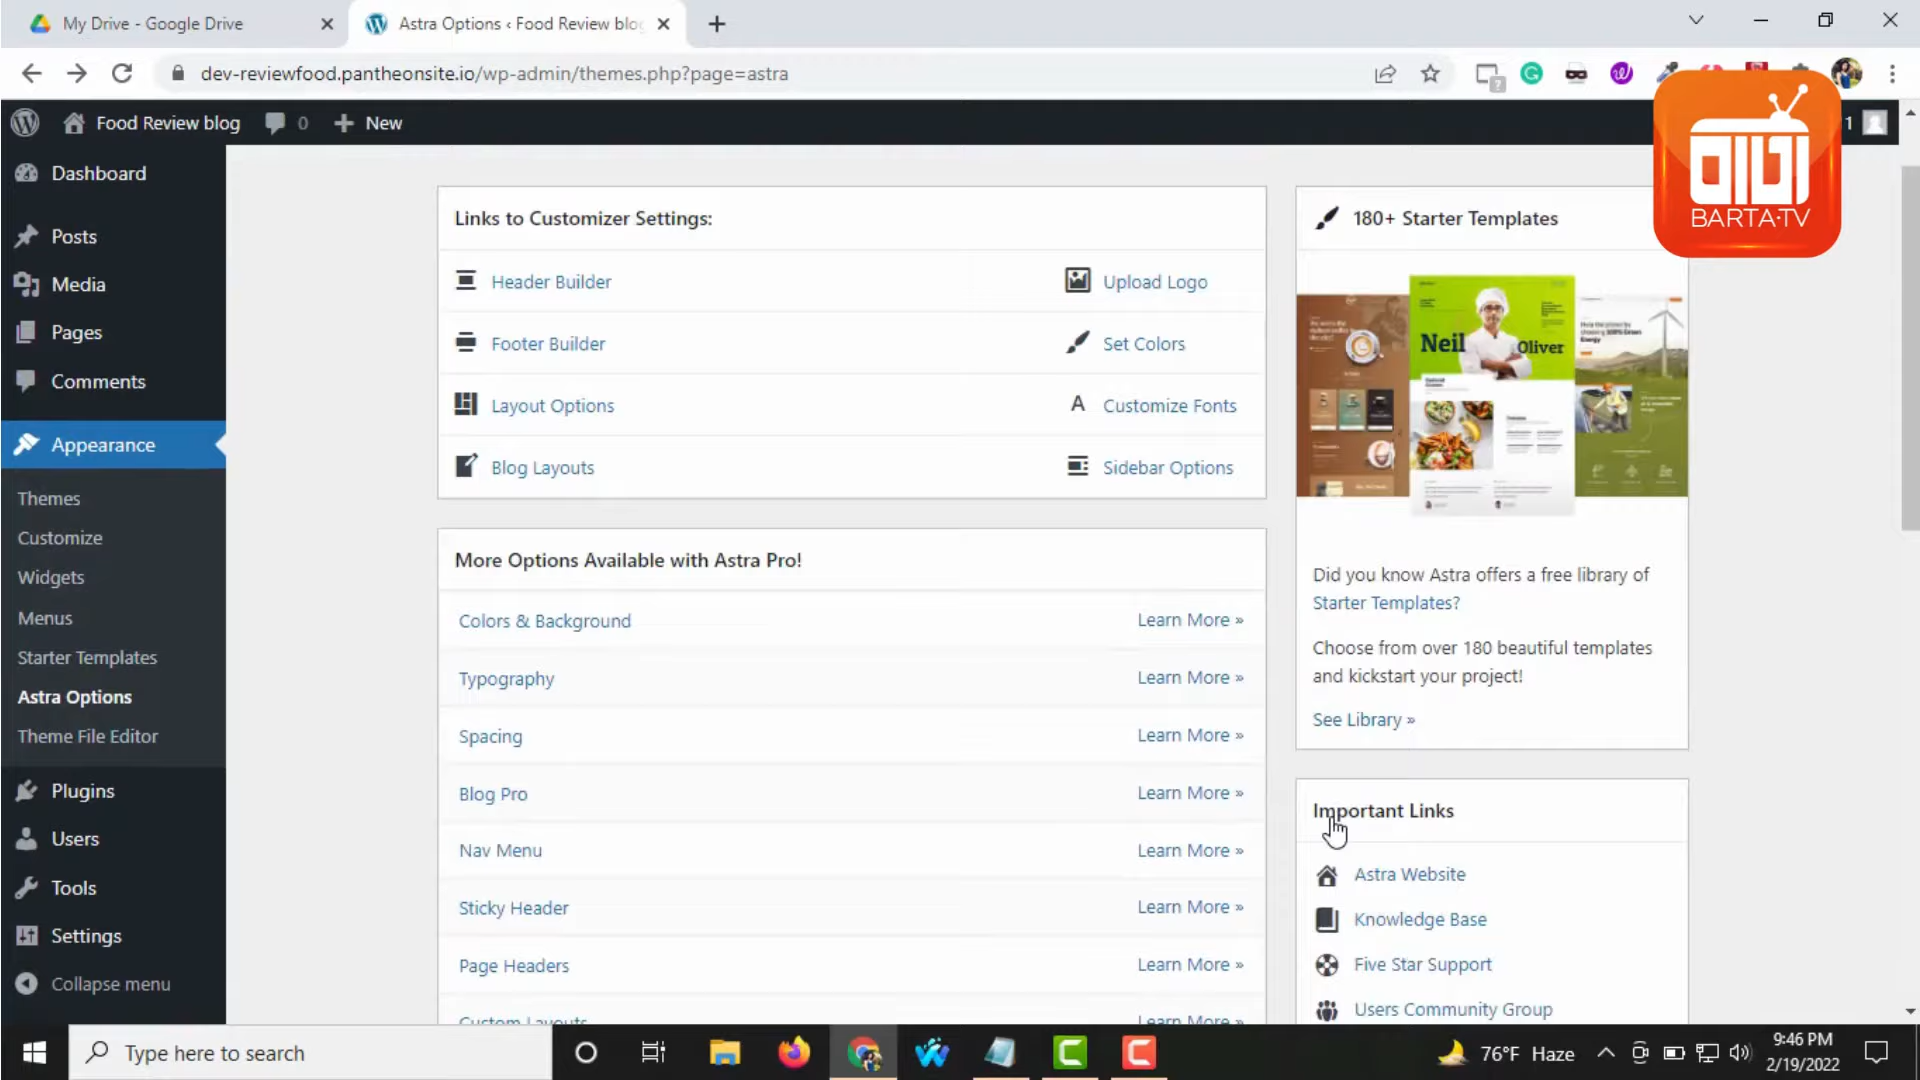 My Drive - Google Drive
Astra Options ‹ Food Review blog
dev-reviewfood.pantheonsite.io/wp-admin/themes.php?page=astra
Food Review blog
0
New
1
BARTA·TV
Dashboard
Posts
Media
Pages
Comments
Appearance
Themes
Customize
Widgets
Menus
Starter Templates
Astra Options
Theme File Editor
Plugins
Users
Tools
Settings
Collapse menu
Links to Customizer Settings:
Header Builder
Upload Logo
Footer Builder
Set Colors
Layout Options
Customize Fonts
Blog Layouts
Sidebar Options
More Options Available with Astra Pro!
Colors & Background
Learn More »
Typography
Learn More »
Spacing
Learn More »
Blog Pro
Learn More »
Nav Menu
Learn More »
Sticky Header
Learn More »
Page Headers
Learn More »
Custom Layouts
Learn More »
180+ Starter Templates
Neil
Oliver
Did you know Astra offers a free library of
Starter Templates?
Choose from over 180 beautiful templates
and kickstart your project!
See Library »
Important Links
Astra Website
Knowledge Base
Five Star Support
Users Community Group
Type here to search
76°F Haze
9:46 PM
2/19/2022